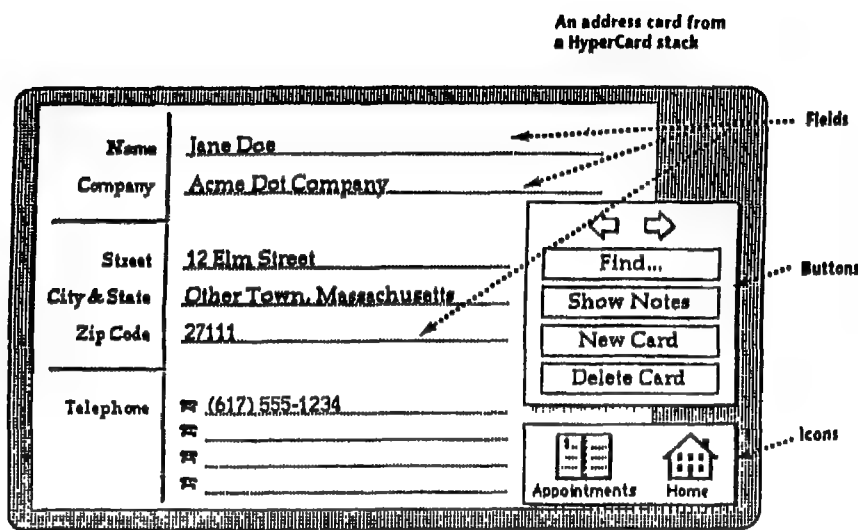 An address card from
a HyperCard stack
Fields
Name Jane Doe
Company Acme Dot Company
Street 12 Elm Street
City & State Other Town, Massachusetts
Zip Code 27111
Telephone (617) 555-1234
Find...
Show Notes
New Card
Delete Card
Buttons
Appointments Home
Icons